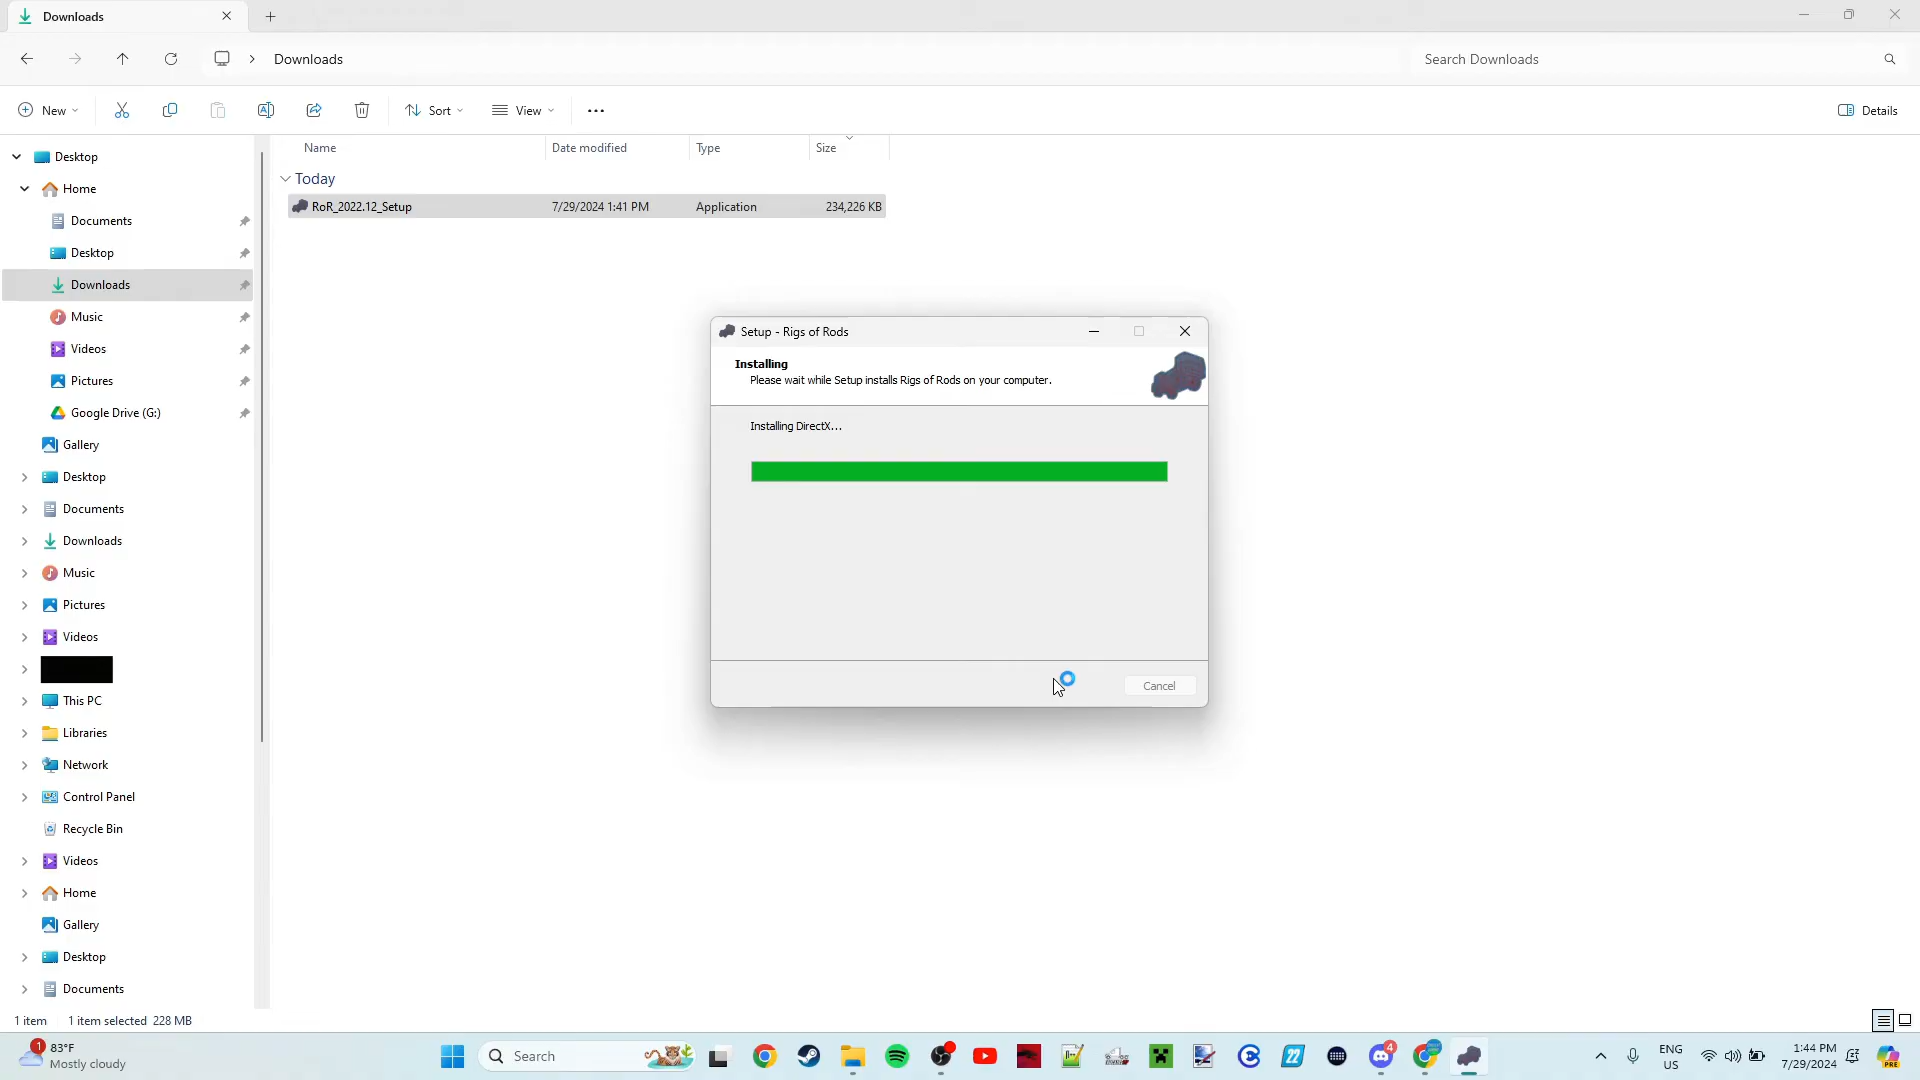 Downloads
Downloads
Search Downloads
New
Sort
View
Details
Name Date modified Type Size
Today
RoR_2022.12_Setup 7/29/2024 1:41 PM Application 234,226 KB
Desktop
Home
Documents
Desktop
Downloads
Music
Videos
Pictures
Google Drive (G:)
Gallery
Desktop
Documents
Downloads
Music
Pictures
Videos
This PC
Libraries
Network
Control Panel
Recycle Bin
Videos
Home
Gallery
Desktop
Documents
Setup - Rigs of Rods
Installing
Please wait while Setup installs Rigs of Rods on your computer.
Installing DirectX...
Cancel
1 item 1 item selected 228 MB
1
83°F
Mostly cloudy
Search
22
4
ENG
US
1:44 PM
7/29/2024
PRE